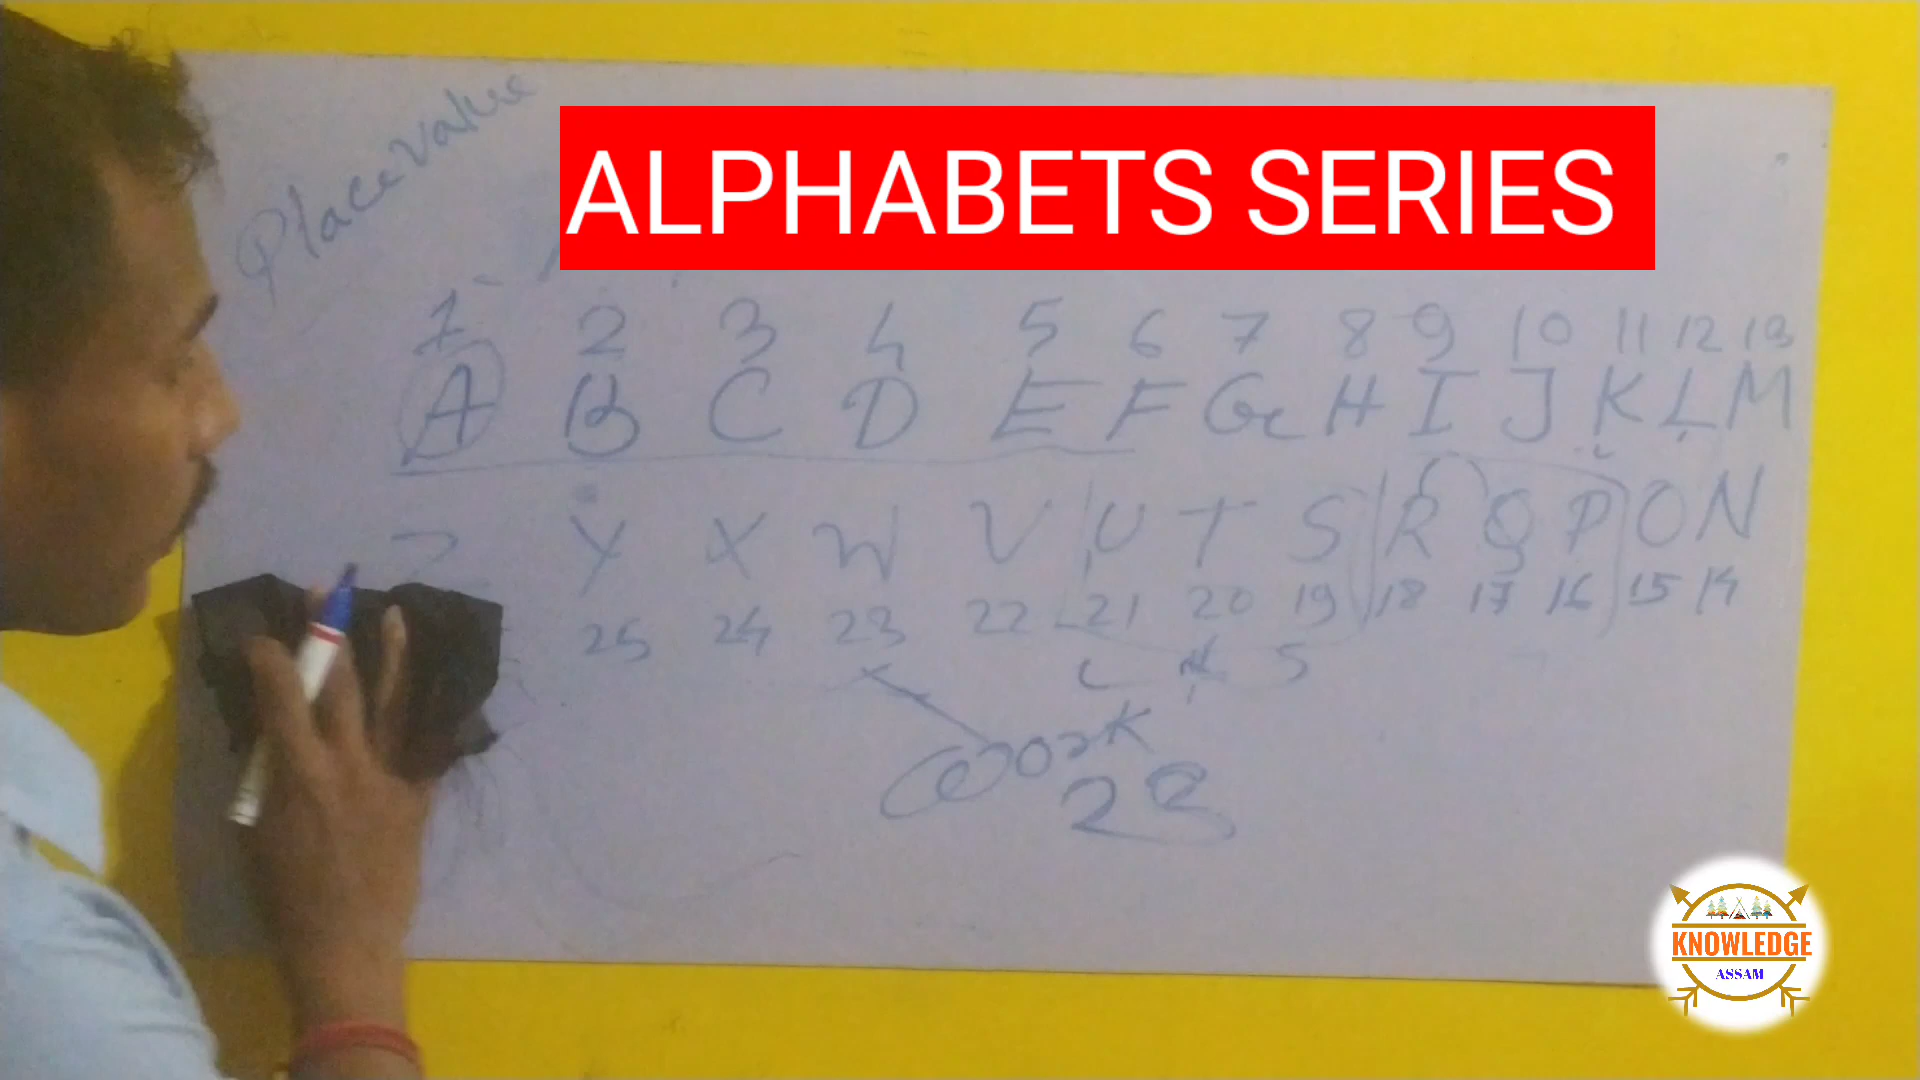 Place Value
ALPHABETS SERIES
1 2 3 4 5 6 7 8 9 10 11 12 13
A B C D E F G H I J K L M
Y X W V U T S R Q P O N
25 24 23 22 21 20 19 18 17 16 15 14
work
KNOWLEDGE
ASSAM